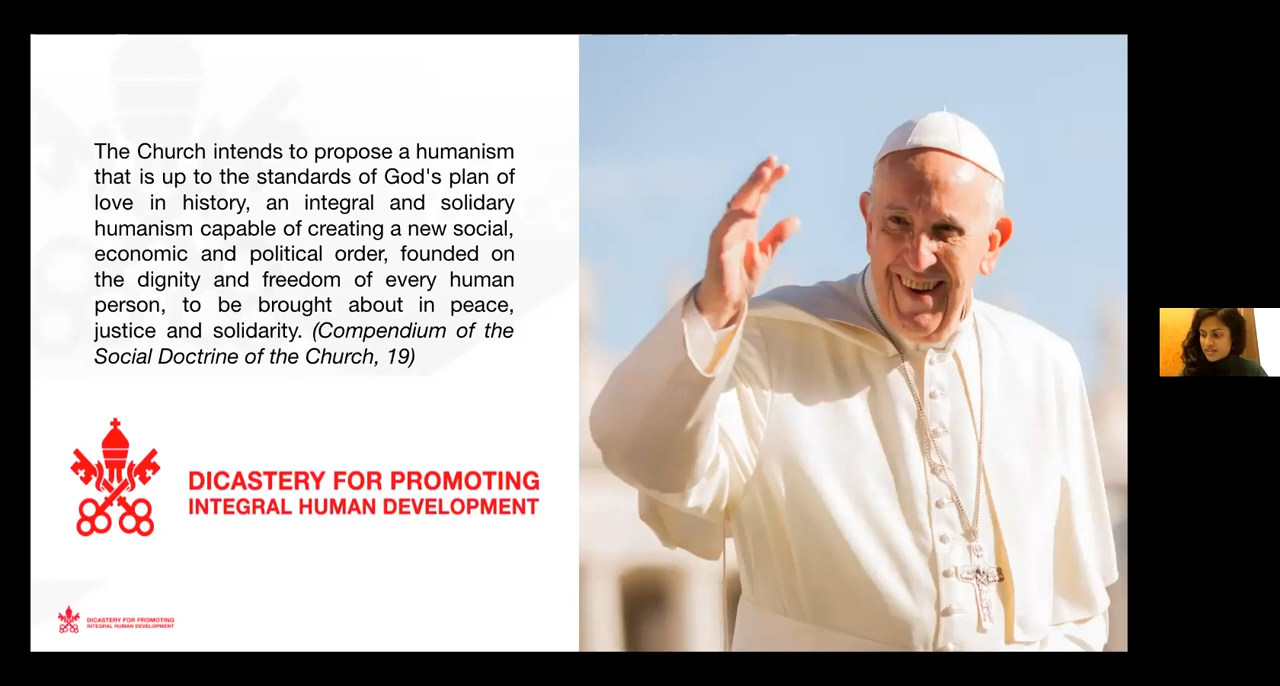 The Church intends to propose a humanism
that is up to the standards of God's plan of
love in history, an integral and solidary
humanism capable of creating a new social,
economic and political order, founded on
the dignity and freedom of every human
person, to be brought about in peace,
justice and solidarity. (Compendium of the
Social Doctrine of the Church, 19)
DICASTERY FOR PROMOTING
INTEGRAL HUMAN DEVELOPMENT
DICASTERY FOR PROMOTING
INTEGRAL HUMAN DEVELOPMENT